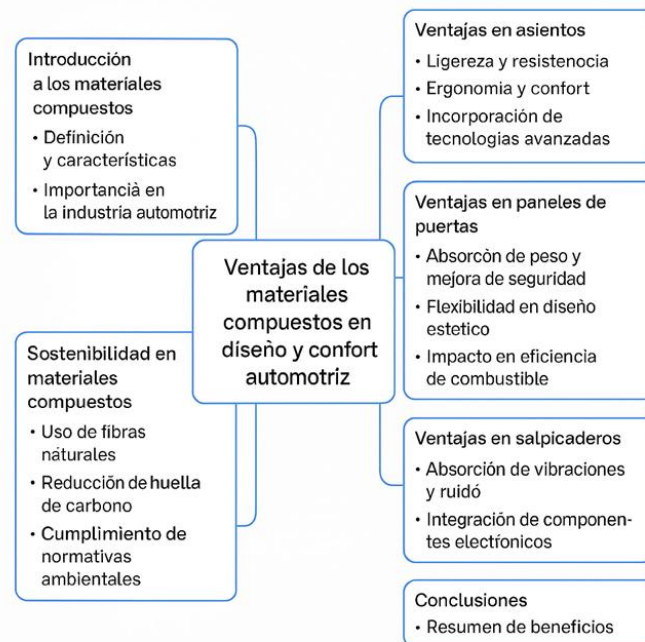 Introducción
a los materiales
compuestos
• Definición
y características
• Importancià en
la industria automotriz
Sostenibilidad en
materiales
compuestos
• Uso de fibras
náturales
• Reducción de huella
de carbono
• Cumplimiento de
normativas
ambientales
Ventajas de los
materiales
compuestos en
diseño y confort
automotriz
Ventajas en asientos
• Ligereza y resistenocia
• Ergonomia y confort
• Incorporación de
tecnologias avanzadas
Ventajas en paneles de
puertas
• Absorcòn de peso y
mejora de seguridad
• Flexibilidad en diseño
estetico
• Impacto en eficiencia
de combustible
Ventajas en salpicaderos
• Absorción de vibraciones
y ruidó
• Integración de componen-
tes electŕonicos
Conclusiones
• Resumen de beneficios